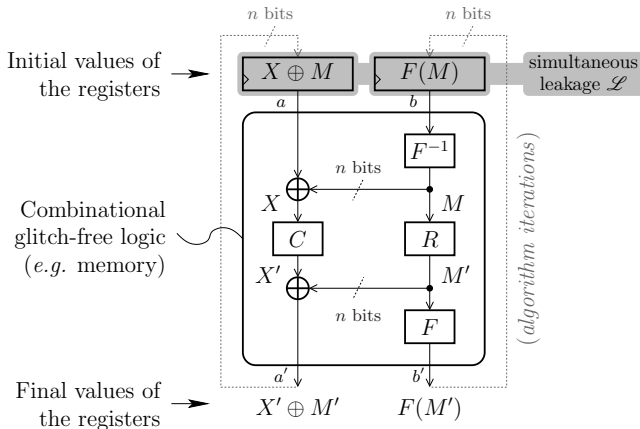 n bits
n bits
Initial values of
the registers
X ⊕ M
F(M)
simultaneous
leakage ℒ
a
b
F⁻¹
n bits
X
M
Combinational
glitch-free logic
(e.g. memory)
C
R
X′
M′
n bits
F
(algorithm iterations)
a′
b′
Final values of
the registers
X′ ⊕ M′
F(M′)